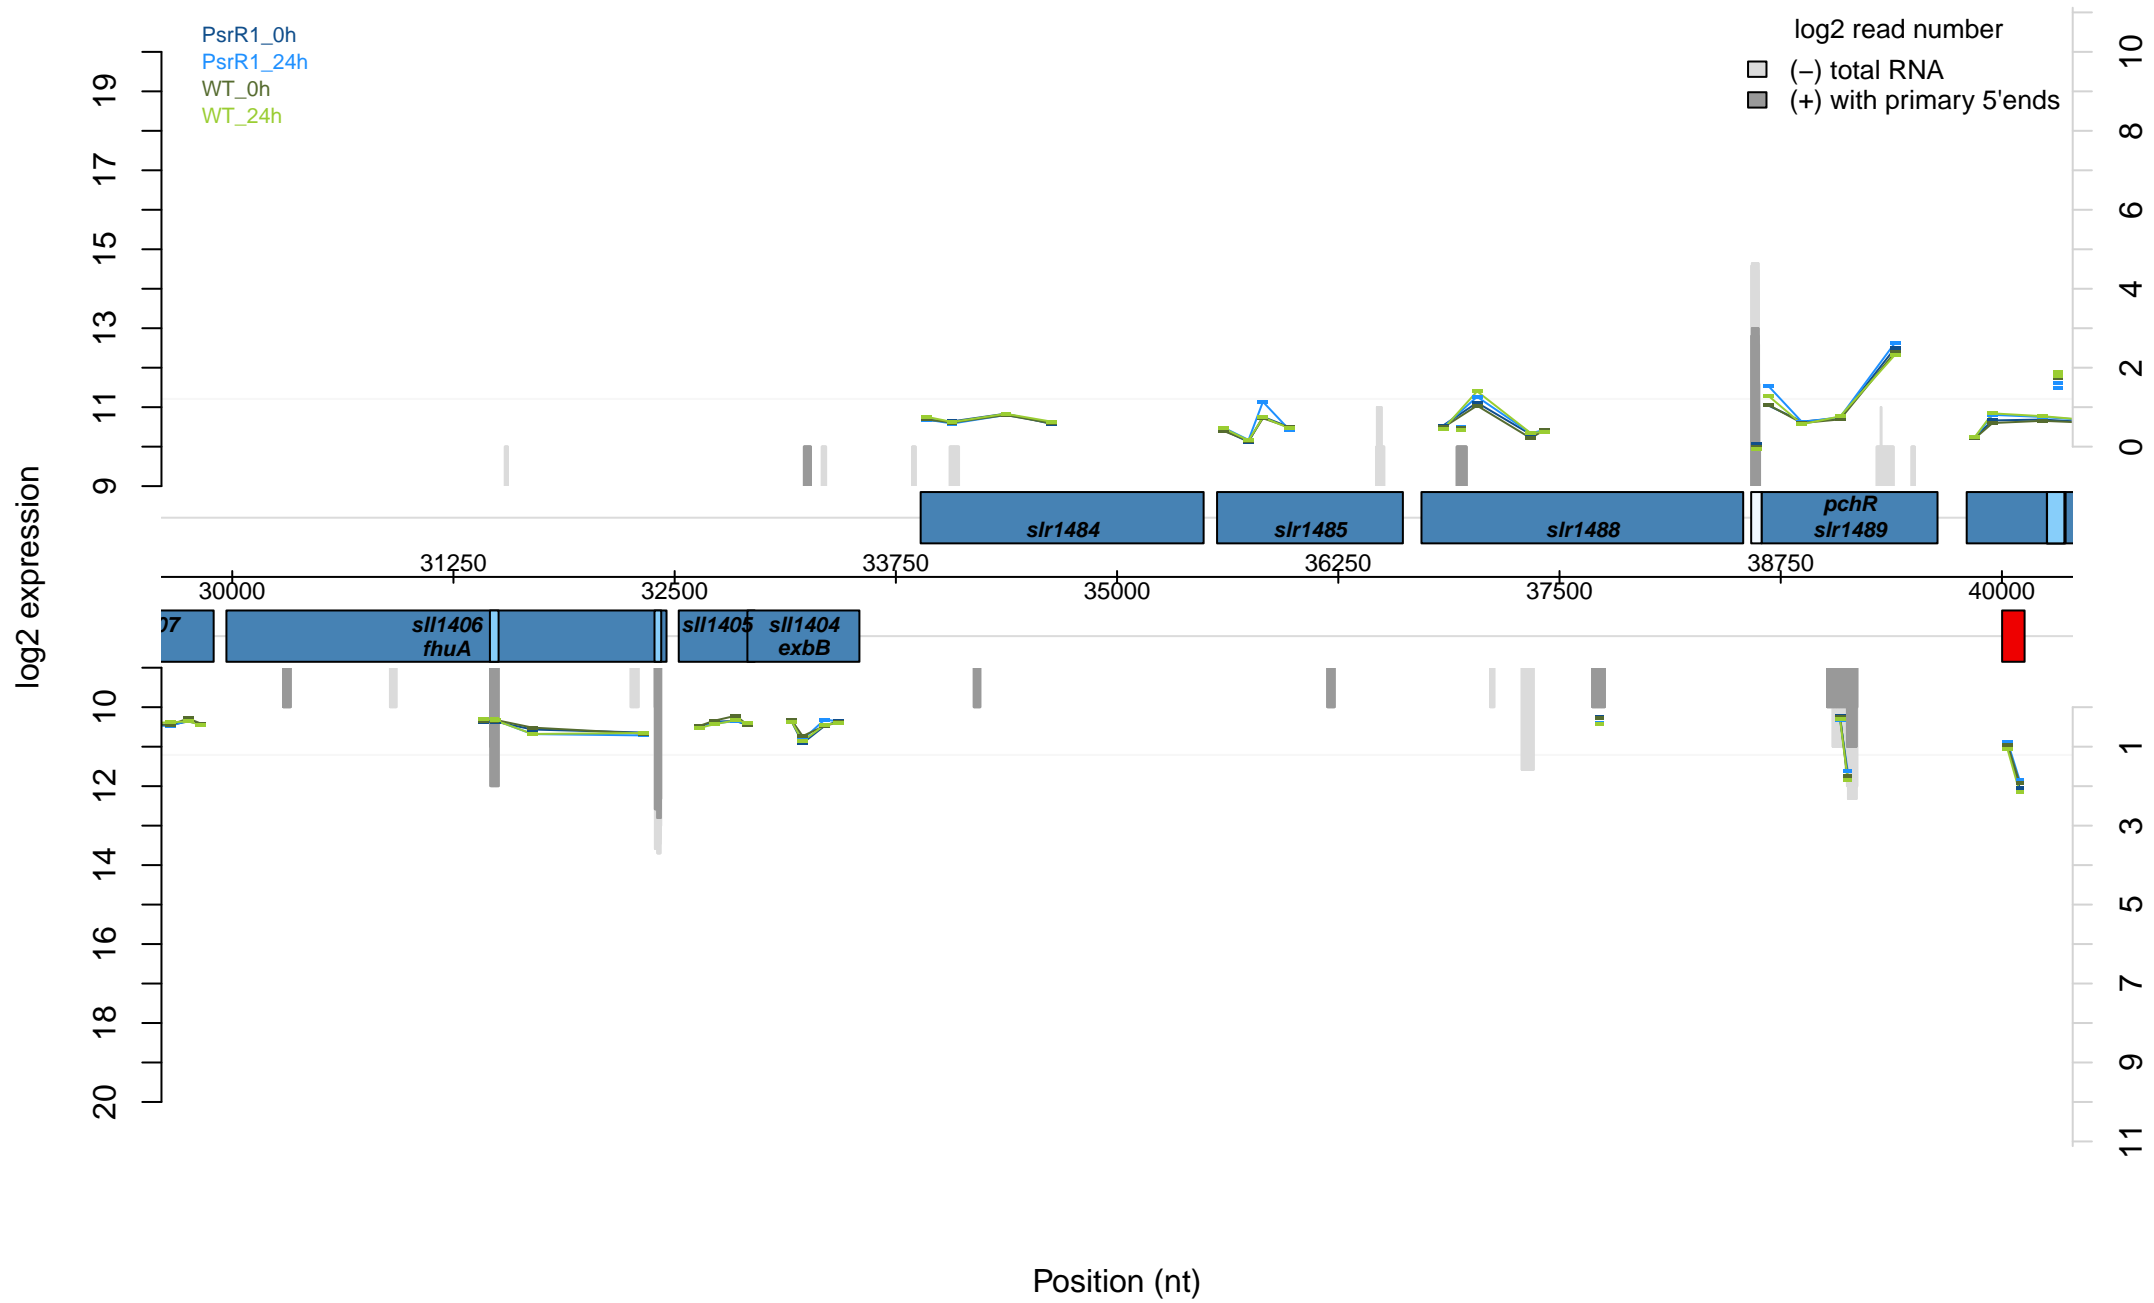 PsrR1_0h
PsrR1_24h
WT_0h
WT_24h
log2 read number
(−) total RNA
(+) with primary 5'ends
19
17
15
13
11
9
10
8
6
4
2
0
log2 expression
pchR
slr1484
slr1485
slr1488
slr1489
31250
33750
36250
38750
30000
32500
35000
37500
40000
07
sll1406
fhuA
sll1405
sll1404
exbB
10
12
14
16
18
20
1
3
5
7
9
11
Position (nt)